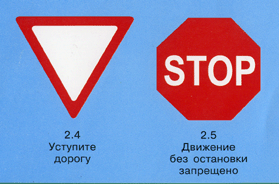 STOP
2.4
Уступите
дорогу
2.5
Движение
без остановки
запрещено